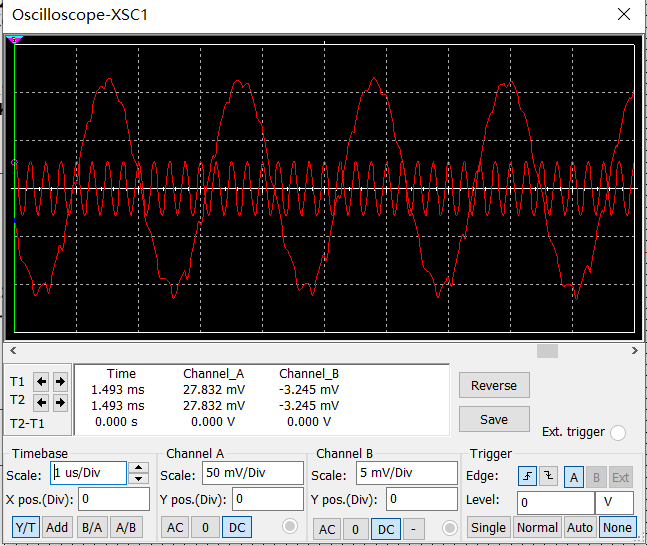 Oscilloscope-XSC1
T1
T2
T2-T1
Time Channel_A Channel_B
1.493 ms 27.832 mV -3.245 mV
1.493 ms 27.832 mV -3.245 mV
0.000 s 0.000 V 0.000 V
Reverse
Save
Ext. trigger
Timebase
Scale: 1 us/Div
X pos.(Div): 0
Y/T Add B/A A/B
Channel A
Scale: 50 mV/Div
Y pos.(Div): 0
AC 0 DC
Channel B
Scale: 5 mV/Div
Y pos.(Div): 0
AC 0 DC -
Trigger
Edge: A B Ext
Level: 0 V
Single Normal Auto None